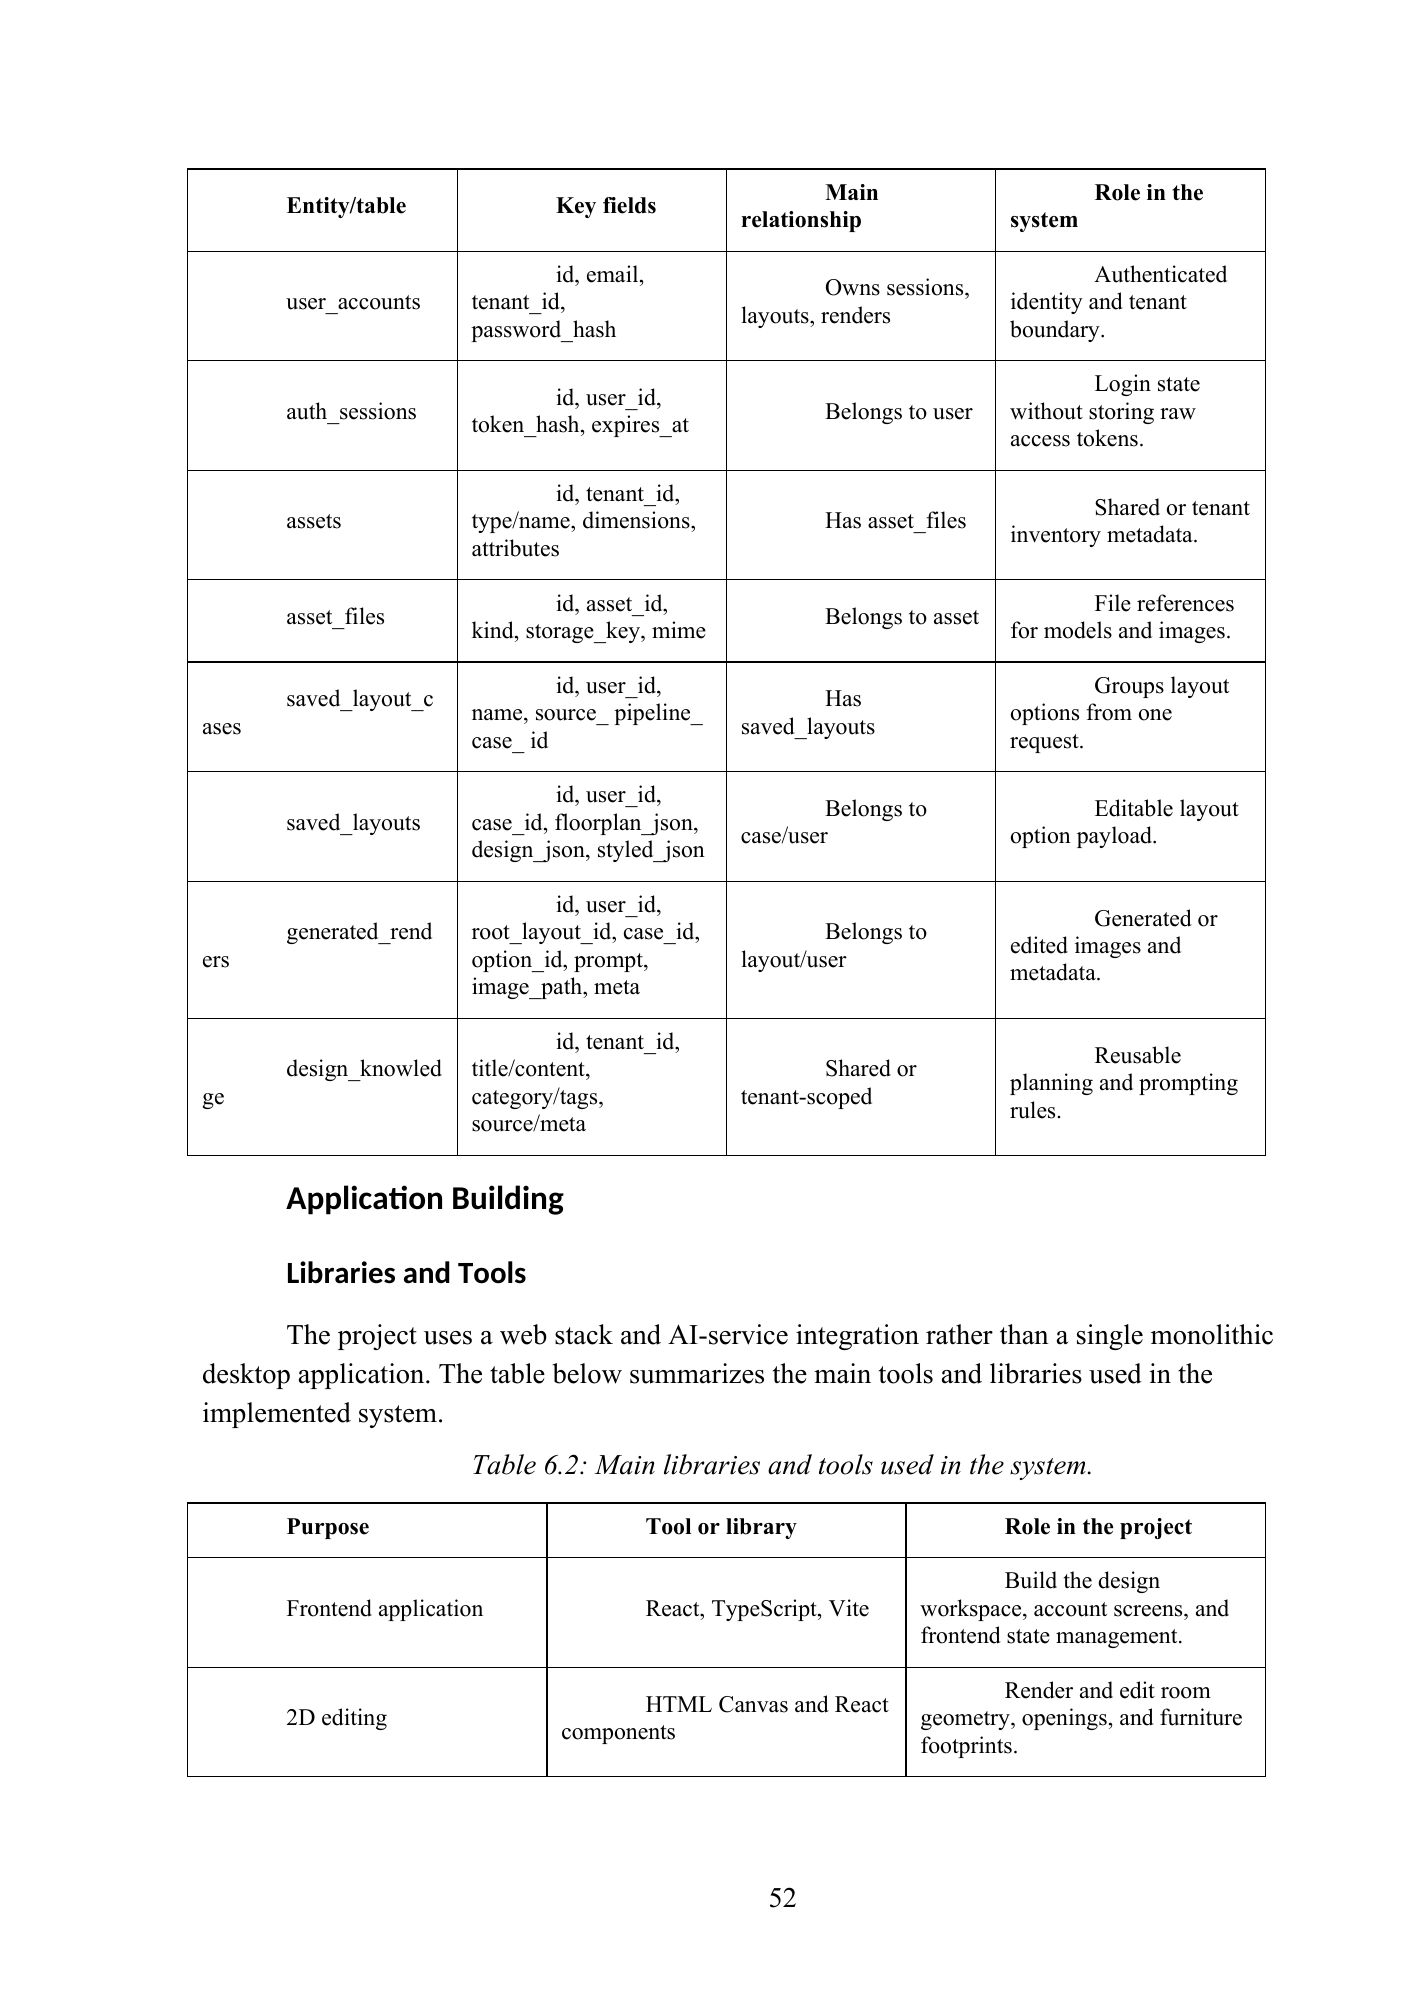 Entity/table
Key fields
Main
relationship
Role in the
system
user_accounts
id, email,
tenant_id,
password_hash
Owns sessions,
layouts, renders
Authenticated
identity and tenant
boundary.
auth_sessions
id, user_id,
token_hash, expires_at
Belongs to user
Login state
without storing raw
access tokens.
assets
id, tenant_id,
type/name, dimensions,
attributes
Has asset_files
Shared or tenant
inventory metadata.
asset_files
id, asset_id,
kind, storage_key, mime
Belongs to asset
File references
for models and images.
saved_layout_c
ases
id, user_id,
name, source_ pipeline_
case_ id
Has
saved_layouts
Groups layout
options from one
request.
saved_layouts
id, user_id,
case_id, floorplan_json,
design_json, styled_json
Belongs to
case/user
Editable layout
option payload.
generated_rend
ers
id, user_id,
root_layout_id, case_id,
option_id, prompt,
image_path, meta
Belongs to
layout/user
Generated or
edited images and
metadata.
design_knowled
ge
id, tenant_id,
title/content,
category/tags,
source/meta
Shared or
tenant-scoped
Reusable
planning and prompting
rules.
Application Building
Libraries and Tools
The project uses a web stack and AI-service integration rather than a single monolithic
desktop application. The table below summarizes the main tools and libraries used in the
implemented system.
Table 6.2: Main libraries and tools used in the system.
Purpose
Tool or library
Role in the project
Frontend application
React, TypeScript, Vite
Build the design
workspace, account screens, and
frontend state management.
2D editing
HTML Canvas and React
components
Render and edit room
geometry, openings, and furniture
footprints.
52